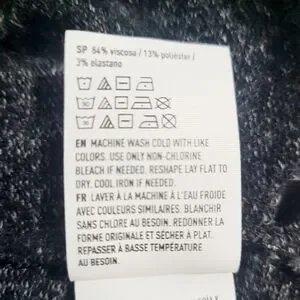 SP 84% viscosa / 13% poliéster /
3% elastano
EN MACHINE WASH COLD WITH LIKE
COLORS. USE ONLY NON-CHLORINE
BLEACH IF NEEDED. RESHAPE LAY FLAT TO
DRY. COOL IRON IF NEEDED.
FR LAVER À LA MACHINE À L'EAU FROIDE
AVEC COULEURS SIMILAIRES. BLANCHIR
SANS CHLORE AU BESOIN. REDONNER LA
FORME ORIGINALE ET SÉCHER À PLAT.
REPASSER À BASSE TEMPÉRATURE
AU BESOIN.